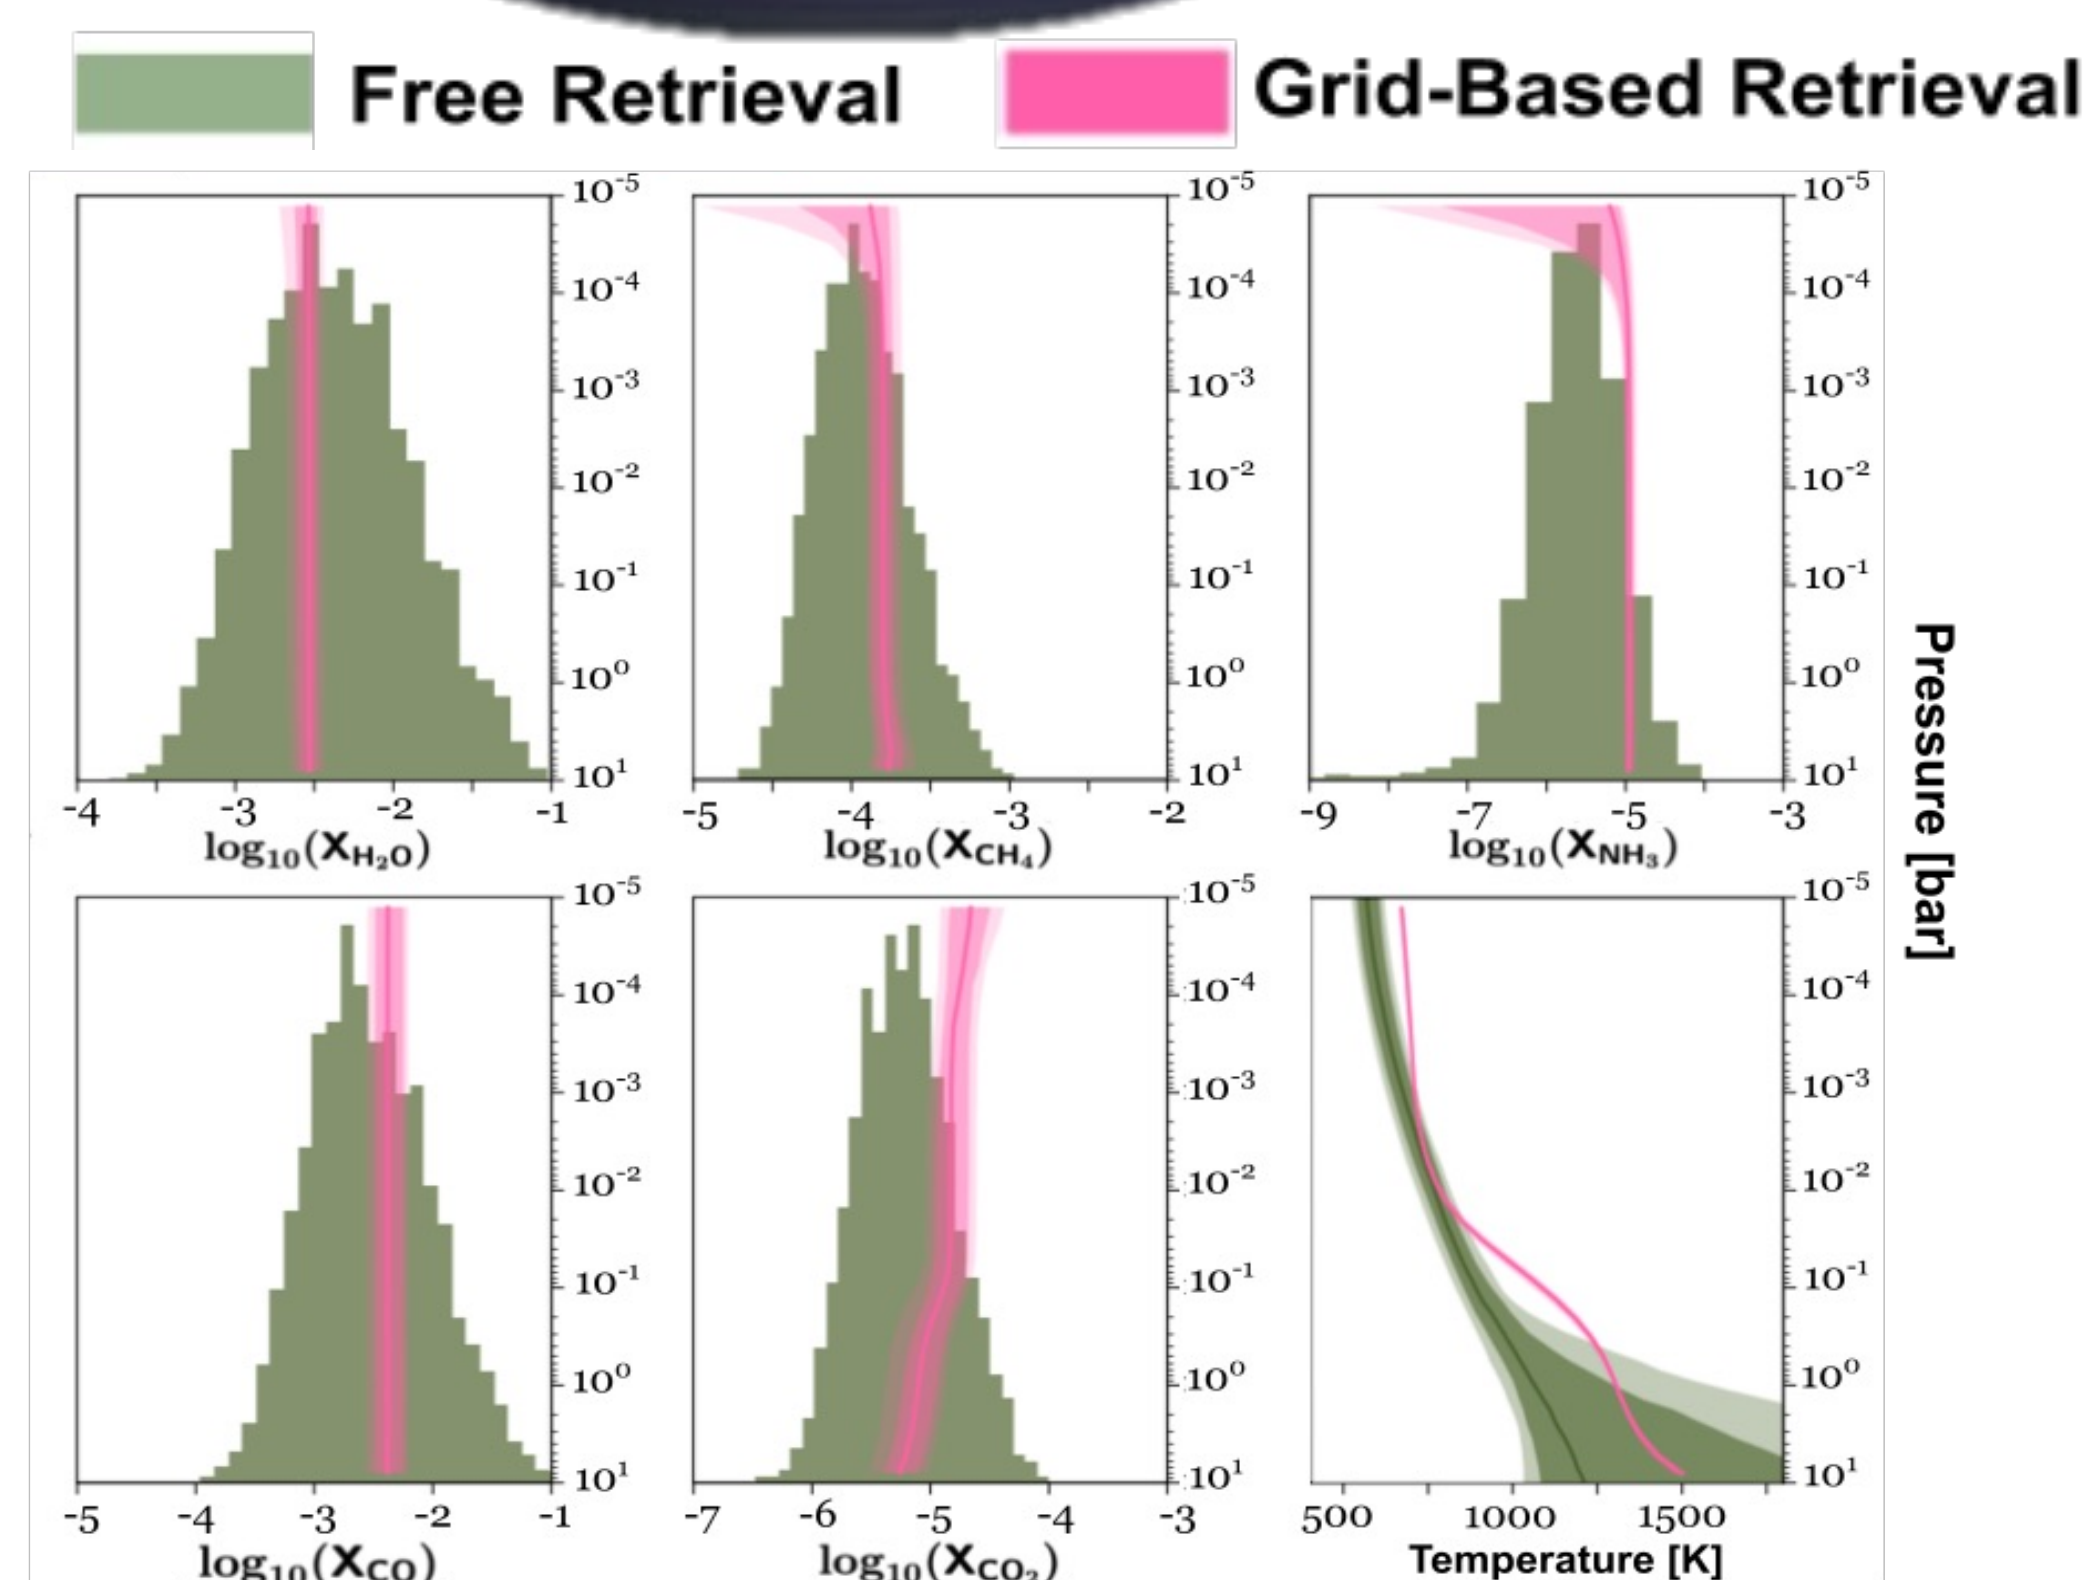 Free Retrieval
Grid-Based Retrieval
10⁻⁵
10⁻⁴
10⁻³
10⁻²
10⁻¹
10⁰
10¹
-4 -3 -2 -1
log₁₀(X_H₂O)
10⁻⁵
10⁻⁴
10⁻³
10⁻²
10⁻¹
10⁰
10¹
-5 -4 -3 -2
log₁₀(X_CH₄)
10⁻⁵
10⁻⁴
10⁻³
10⁻²
10⁻¹
10⁰
10¹
-9 -7 -5 -3
log₁₀(X_NH₃)
Pressure [bar]
10⁻⁵
10⁻⁴
10⁻³
10⁻²
10⁻¹
10⁰
10¹
-5 -4 -3 -2 -1
log₁₀(X_CO)
10⁻⁵
10⁻⁴
10⁻³
10⁻²
10⁻¹
10⁰
10¹
-7 -6 -5 -4 -3
log₁₀(X_CO₂)
10⁻⁵
10⁻⁴
10⁻³
10⁻²
10⁻¹
10⁰
10¹
500 1000 1500
Temperature [K]